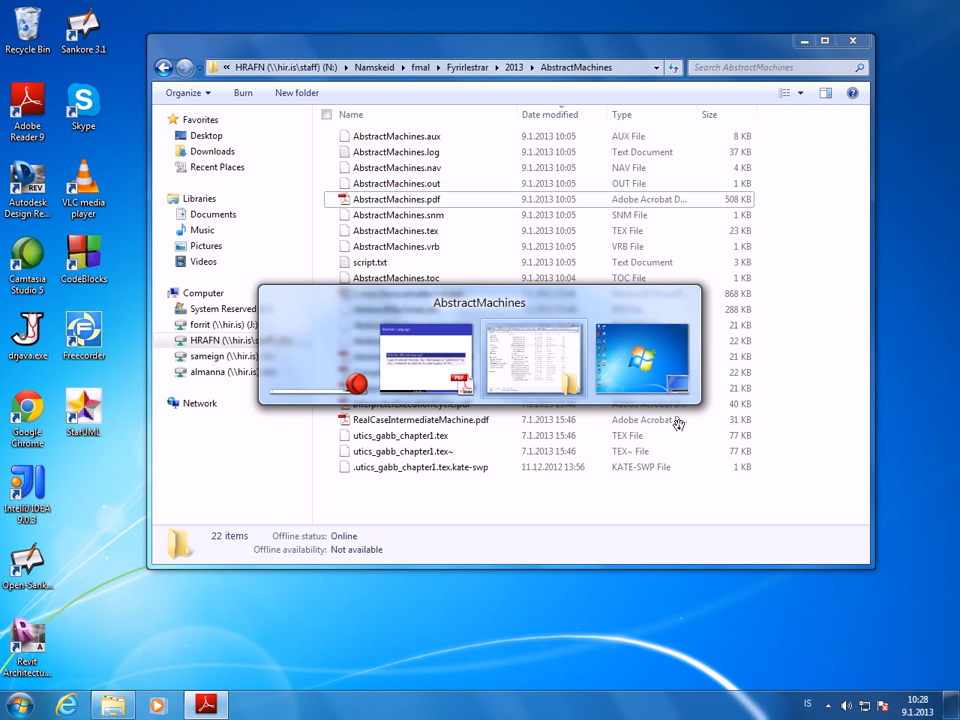 Recycle Bin
Sankore 3.1
Adobe Reader 9
Skype
Autodesk Design Re...
VLC media player
Camtasia Studio 5
CodeBlocks
drjava.exe
Freecorder
Google Chrome
StarUML
IntelliJ IDEA 9.0.3
Open-Sank...
Revit Architectu...
« HRAFN (\\hir.is\staff) (N:) Namskeid fmal Fyrirlestrar 2013 AbstractMachines
Search AbstractMachines
Organize Burn New folder
Favorites
Desktop
Downloads
Recent Places
Libraries
Documents
Music
Pictures
Videos
Computer
System Reserved
forrit (\\hir.is) (J:)
HRAFN (\\hir.is\
sameign (\\hir.is)
almanna (\\hir.is)
Network
Name Date modified Type Size
AbstractMachines.aux 9.1.2013 10:05 AUX File 8 KB
AbstractMachines.log 9.1.2013 10:05 Text Document 37 KB
AbstractMachines.nav 9.1.2013 10:05 NAV File 4 KB
AbstractMachines.out 9.1.2013 10:05 OUT File 1 KB
AbstractMachines.pdf 9.1.2013 10:05 Adobe Acrobat D... 508 KB
AbstractMachines.snm 9.1.2013 10:05 SNM File 1 KB
AbstractMachines.tex 9.1.2013 10:05 TEX File 23 KB
AbstractMachines.vrb 9.1.2013 10:05 VRB File 1 KB
script.txt 9.1.2013 10:05 Text Document 3 KB
AbstractMachines.toc 9.1.2013 10:04 TOC File 1 KB
868 KB
288 KB
21 KB
22 KB
21 KB
22 KB
21 KB
InterpreterExecutionCycle.pdf 7.1.2013 15:46 Adobe Acrobat D... 40 KB
RealCaseIntermediateMachine.pdf 7.1.2013 15:46 Adobe Acrobat D... 31 KB
utics_gabb_chapter1.tex 7.1.2013 15:46 TEX File 77 KB
utics_gabb_chapter1.tex~ 7.1.2013 15:46 TEX~ File 77 KB
.utics_gabb_chapter1.tex.kate-swp 11.12.2012 13:56 KATE-SWP File 1 KB
AbstractMachines
Machine Language
22 items Offline status: Online
Offline availability: Not available
IS
10:28
9.1.2013